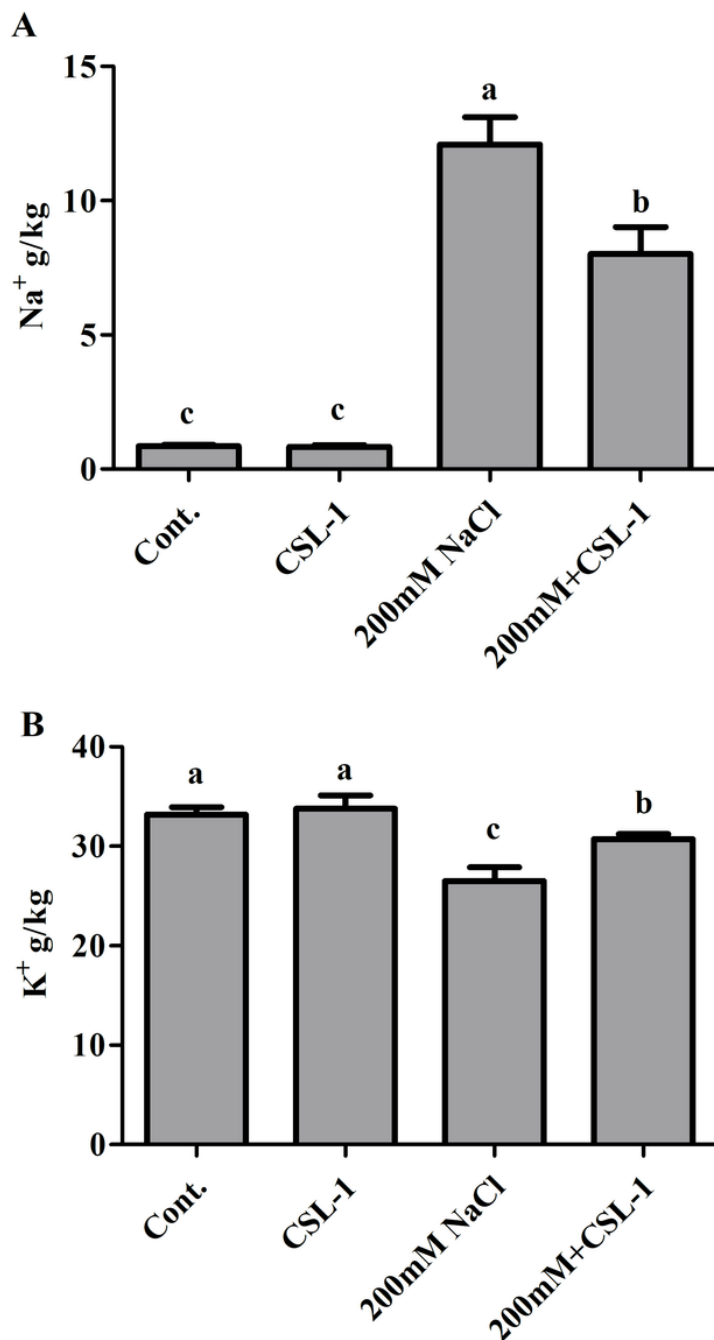 A
Na⁺ g/kg
15
10
5
0
a
b
c
c
Cont.
CSL-1
200mM NaCl
200mM+CSL-1
B
K⁺ g/kg
40
30
20
10
0
a
a
c
b
Cont.
CSL-1
200mM NaCl
200mM+CSL-1